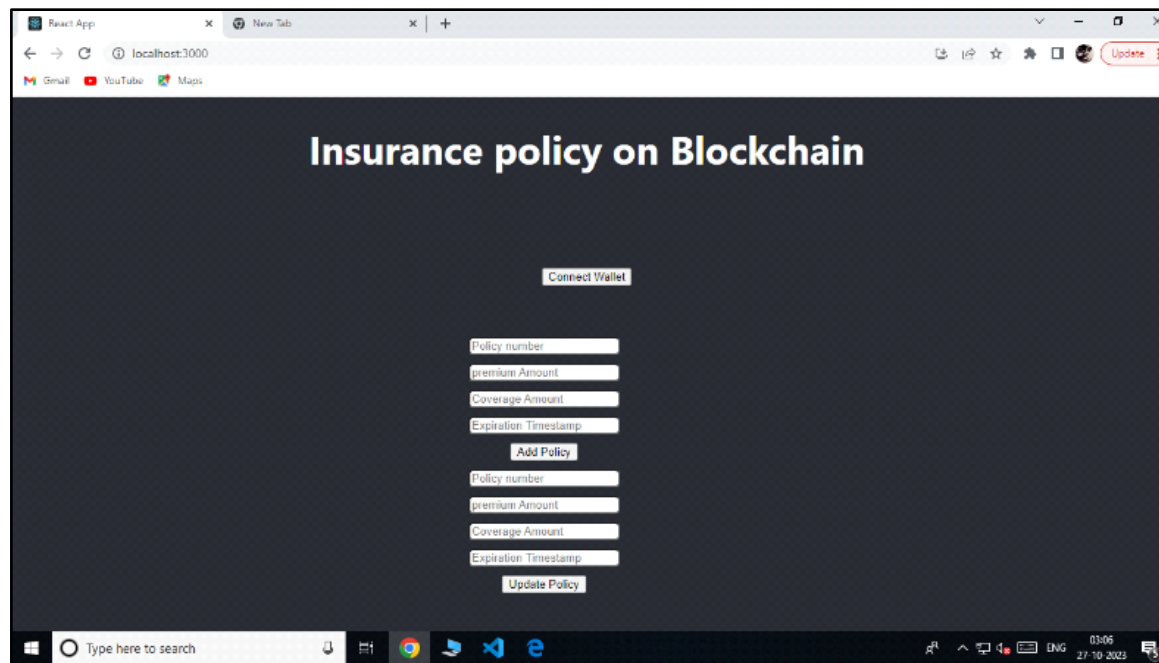 React App
New Tab
localhost:3000
Update
Gmail YouTube Maps
Insurance policy on Blockchain
Connect Wallet
Policy number
premium Amount
Coverage Amount
Expiration Timestamp
Add Policy
Policy number
premium Amount
Coverage Amount
Expiration Timestamp
Update Policy
Type here to search
ENG
03:06
27-10-2023